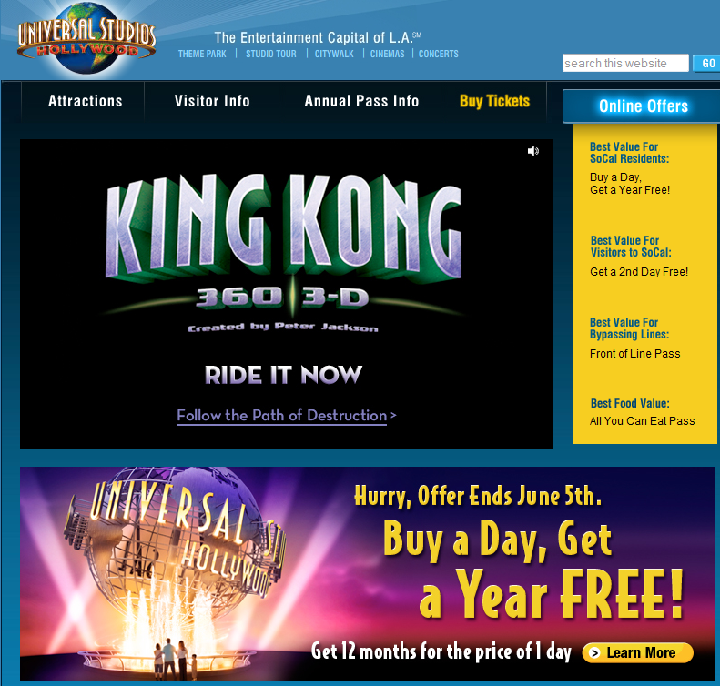 UNIVERSAL STUDIOS
HOLLYWOOD
The Entertainment Capital of L.A.℠
THEME PARK | STUDIO TOUR | CITYWALK | CINEMAS | CONCERTS
search this website
GO
Attractions
Visitor Info
Annual Pass Info
Buy Tickets
Online Offers
KING KONG
360 3-D
Created by Peter Jackson
RIDE IT NOW
Follow the Path of Destruction >
Best Value For
SoCal Residents:
Buy a Day,
Get a Year Free!
Best Value For
Visitors to SoCal:
Get a 2nd Day Free!
Best Value For
Bypassing Lines:
Front of Line Pass
Best Food Value:
All You Can Eat Pass
UNIVERSAL STUDIOS
HOLLYWOOD
Hurry, Offer Ends June 5th.
Buy a Day, Get
a Year FREE!
Get 12 months for the price of 1 day
Learn More